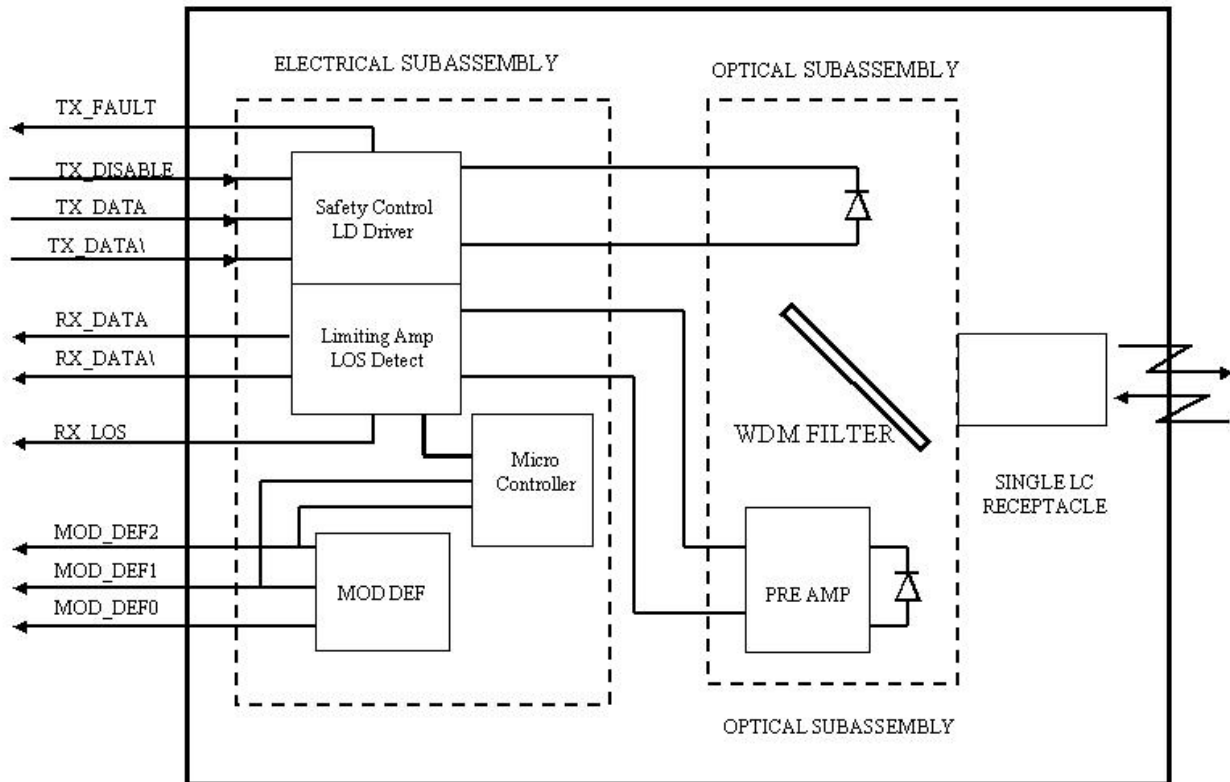 ELECTRICAL SUBASSEMBLY
OPTICAL SUBASSEMBLY
TX_FAULT
TX_DISABLE
TX_DATA
TX_DATA\
RX_DATA
RX_DATA\
RX_LOS
MOD_DEF2
MOD_DEF1
MOD_DEF0
Safety Control
LD Driver
Limiting Amp
LOS Detect
Micro
Controller
MOD DEF
WDM FILTER
PRE AMP
SINGLE LC
RECEPTACLE
OPTICAL SUBASSEMBLY